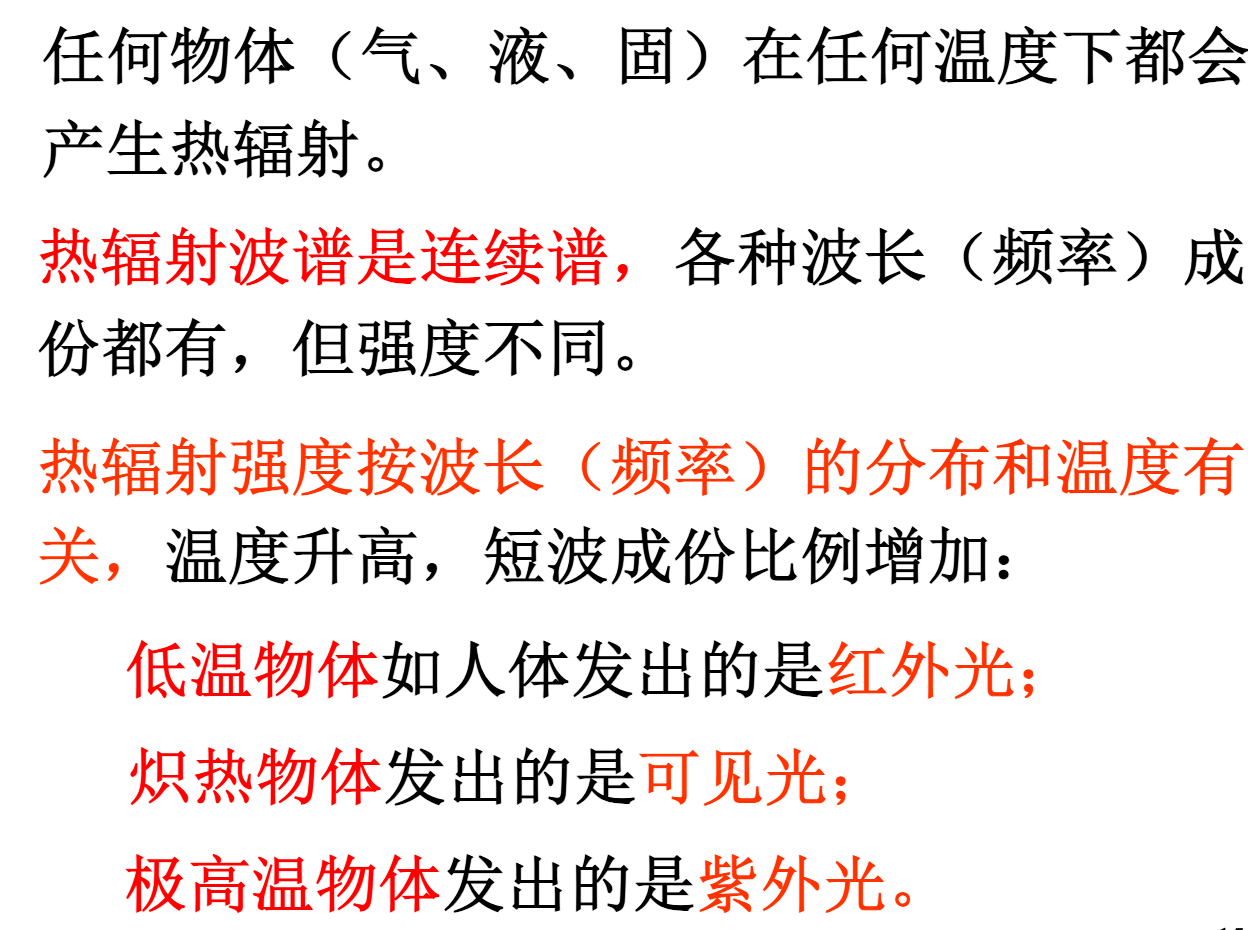 任何物体（气、液、固）在任何温度下都会
产生热辐射。
热辐射波谱是连续谱，各种波长（频率）成
份都有，但强度不同。
热辐射强度按波长（频率）的分布和温度有
关，温度升高，短波成份比例增加：
低温物体如人体发出的是红外光；
炽热物体发出的是可见光；
极高温物体发出的是紫外光。